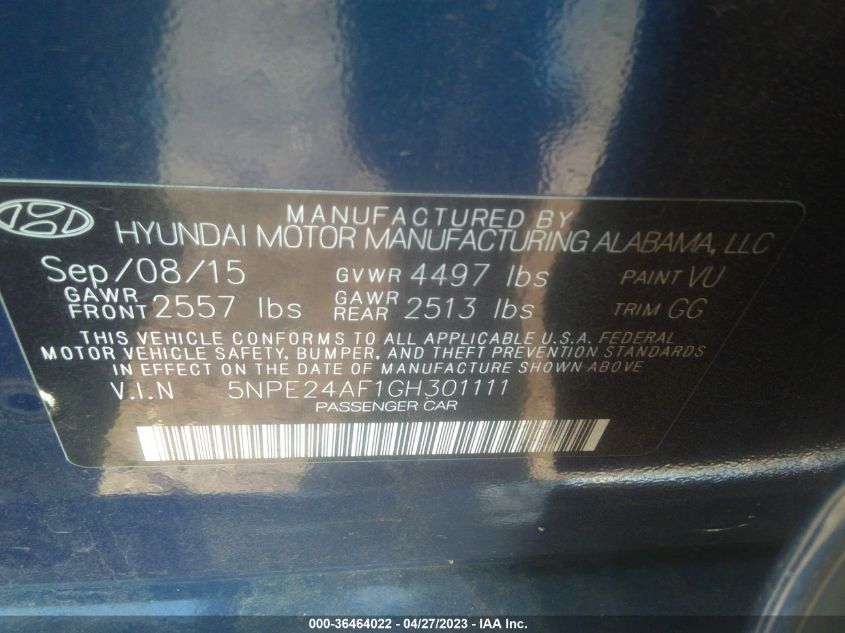 MANUFACTURED BY
HYUNDAI MOTOR MANUFACTURING ALABAMA, LLC
Sep/08/15 GVWR 4497 lbs PAINT VU
GAWR FRONT 2557 lbs GAWR REAR 2513 lbs TRIM GG
THIS VEHICLE CONFORMS TO ALL APPLICABLE U.S.A. FEDERAL
MOTOR VEHICLE SAFETY, BUMPER, AND THEFT PREVENTION STANDARDS
IN EFFECT ON THE DATE OF MANUFACTURE SHOWN ABOVE
V.I.N 5NPE24AF1GH301111
PASSENGER CAR
000-36464022 - 04/27/2023 - IAA Inc.